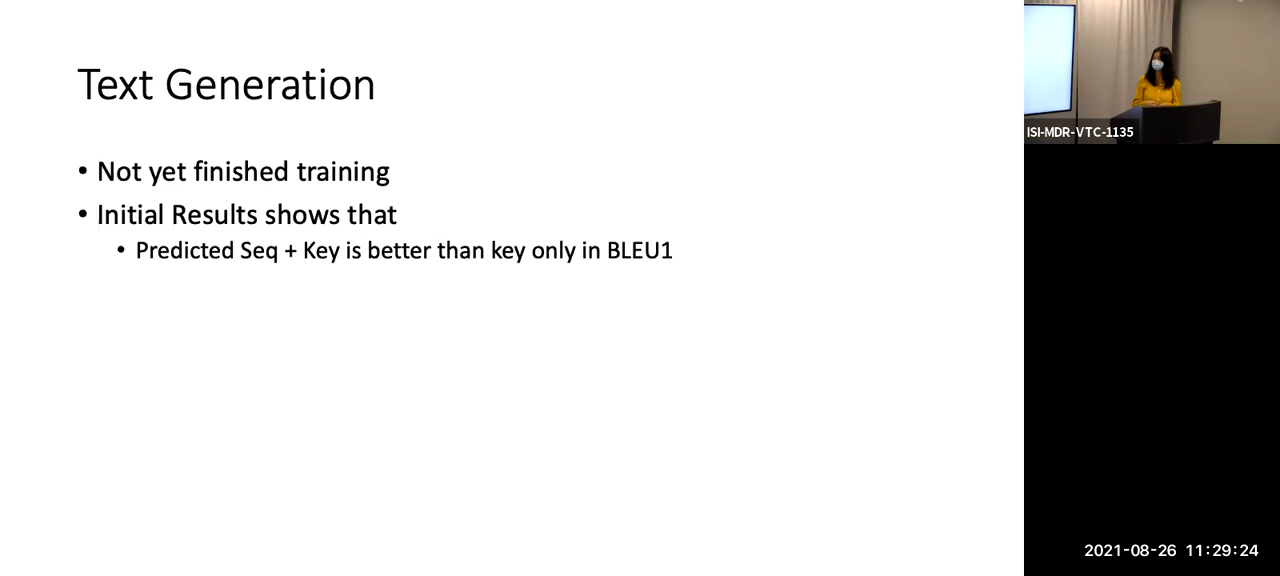 Text Generation
• Not yet finished training
• Initial Results shows that
• Predicted Seq + Key is better than key only in BLEU1
ISI-MDR-VTC-1135
2021-08-26 11:29:24